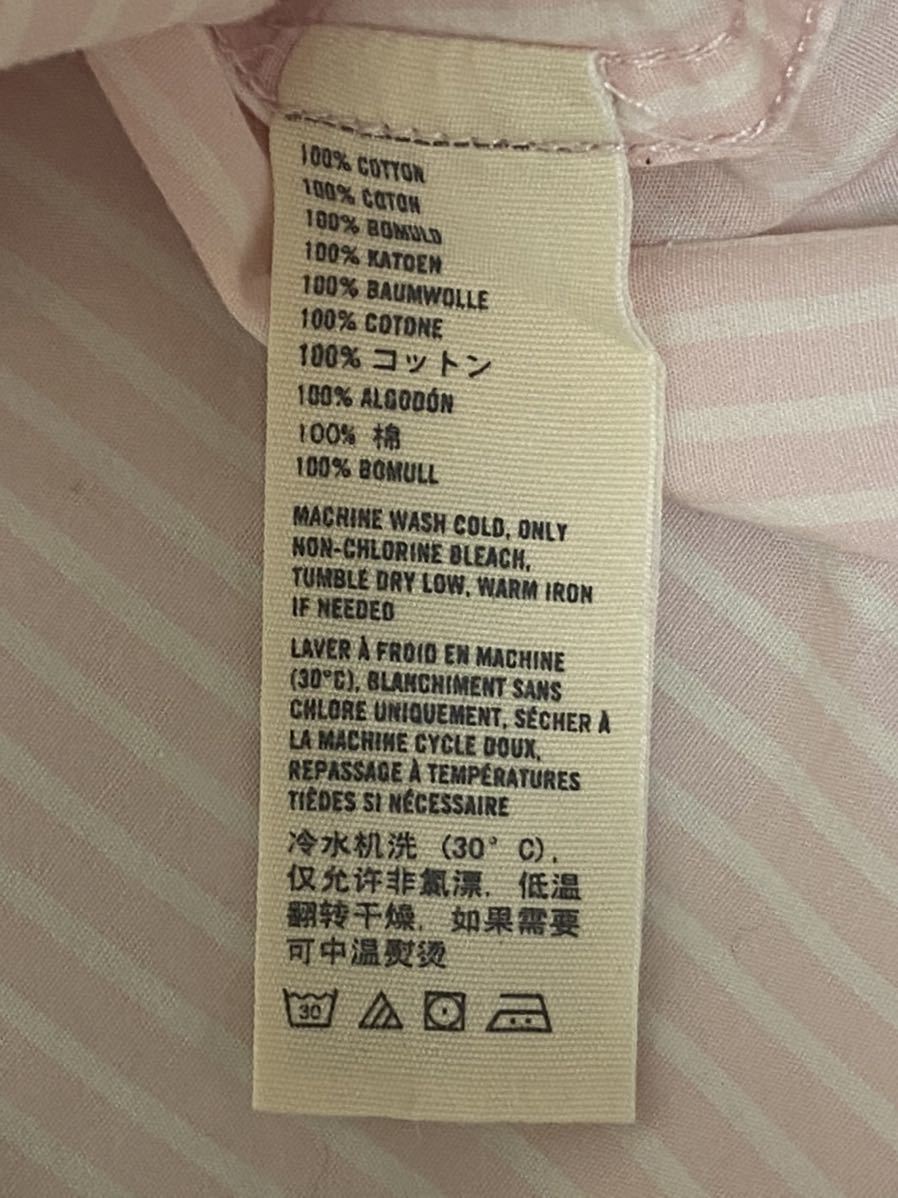 100% COTTON
100% COTON
100% BOMULD
100% KATOEN
100% BAUMWOLLE
100% COTONE
100% コットン
100% ALGODÓN
100% 棉
100% BOMULL
MACHINE WASH COLD, ONLY
NON-CHLORINE BLEACH,
TUMBLE DRY LOW, WARM IRON
IF NEEDED
LAVER À FROID EN MACHINE
(30°C), BLANCHIMENT SANS
CHLORE UNIQUEMENT, SÉCHER À
LA MACHINE CYCLE DOUX,
REPASSAGE À TEMPÉRATURES
TIÈDES SI NÉCESSAIRE
冷水机洗 (30°C),
仅允许非氯漂, 低温
翻转干燥, 如果需要
可中温熨烫
30